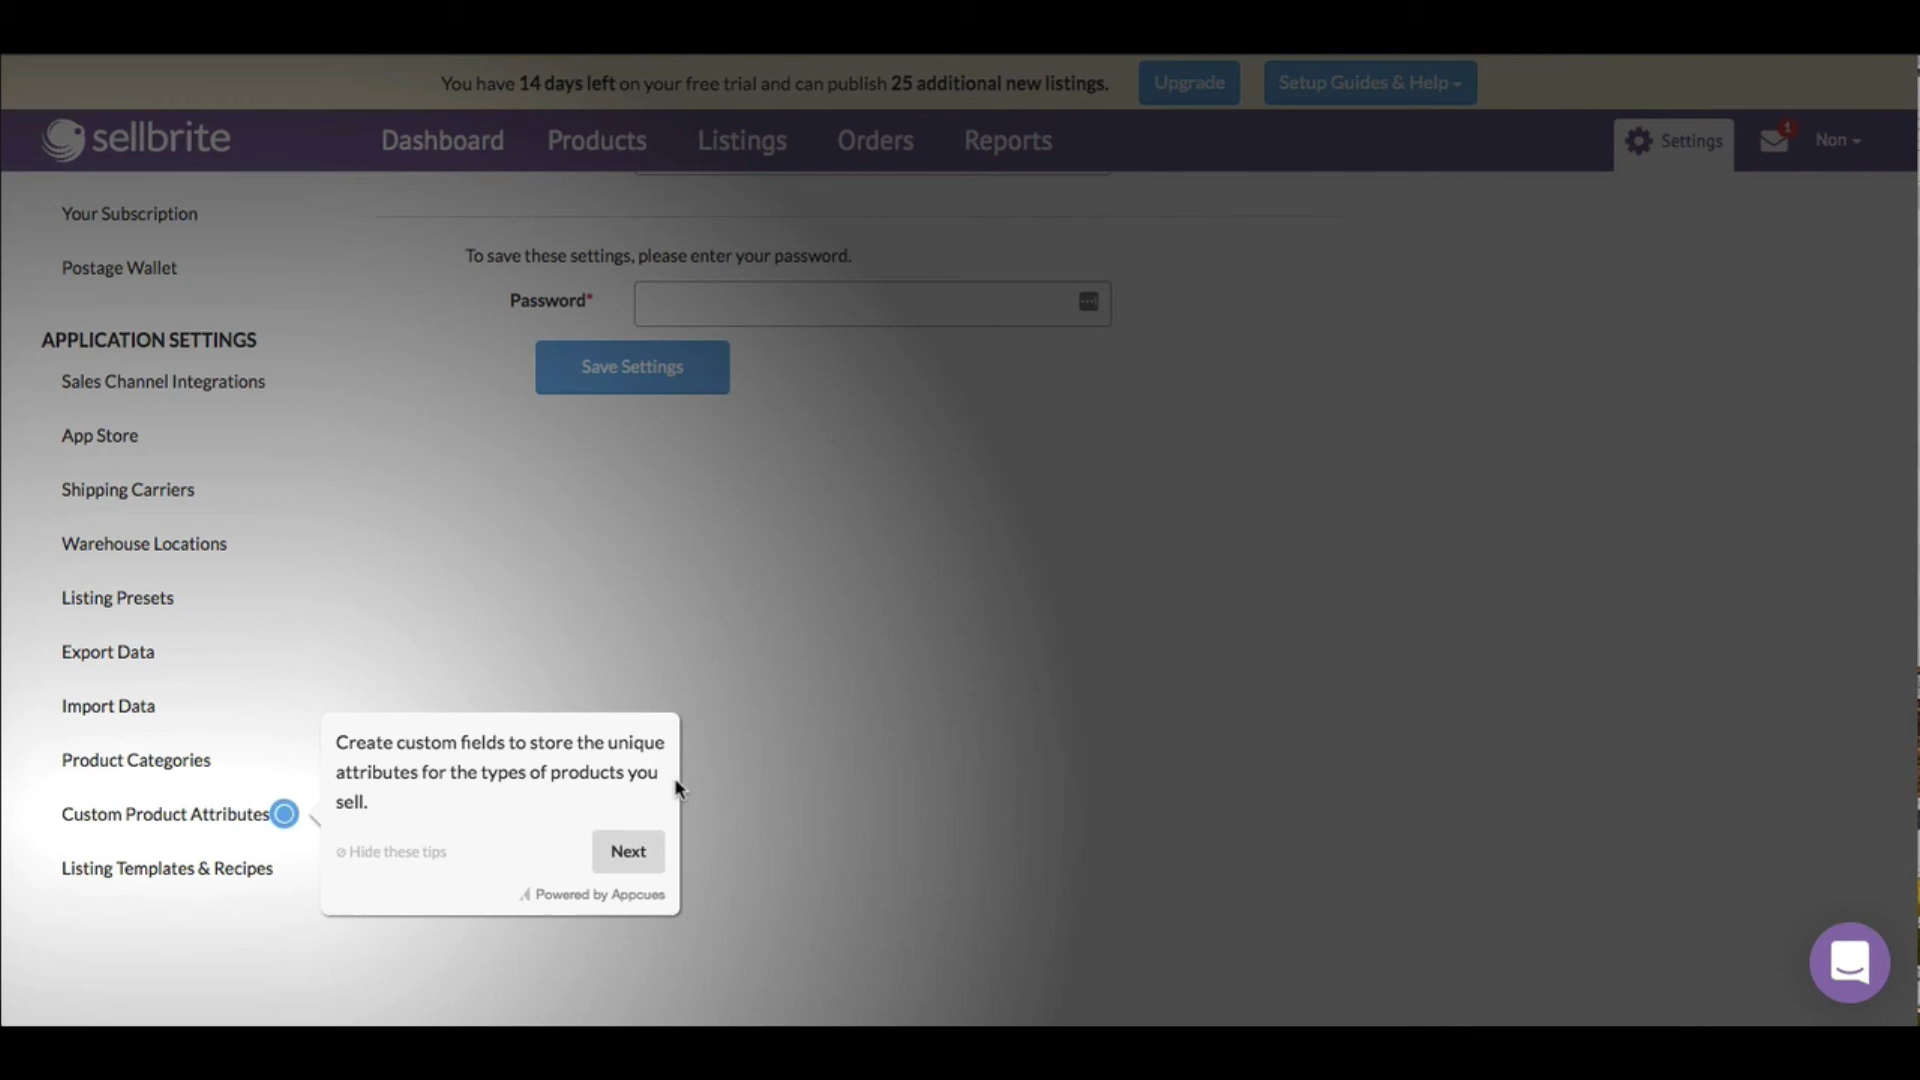 You have 14 days left on your free trial and can publish 25 additional new listings.
Upgrade
Setup Guides & Help
sellbrite
Dashboard
Products
Listings
Orders
Reports
Settings
1
Non
Your Subscription
Postage Wallet
APPLICATION SETTINGS
Sales Channel Integrations
App Store
Shipping Carriers
Warehouse Locations
Listing Presets
Export Data
Import Data
Product Categories
Custom Product Attributes
Listing Templates & Recipes
To save these settings, please enter your password.
Password*
Save Settings
Create custom fields to store the unique
attributes for the types of products you
sell.
Hide these tips
Next
Powered by Appcues